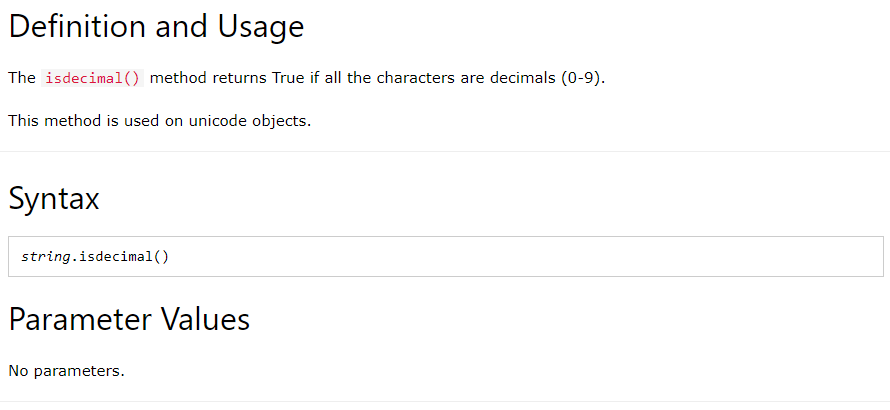 Definition and Usage
The isdecimal() method returns True if all the characters are decimals (0-9).
This method is used on unicode objects.
Syntax
string.isdecimal()
Parameter Values
No parameters.